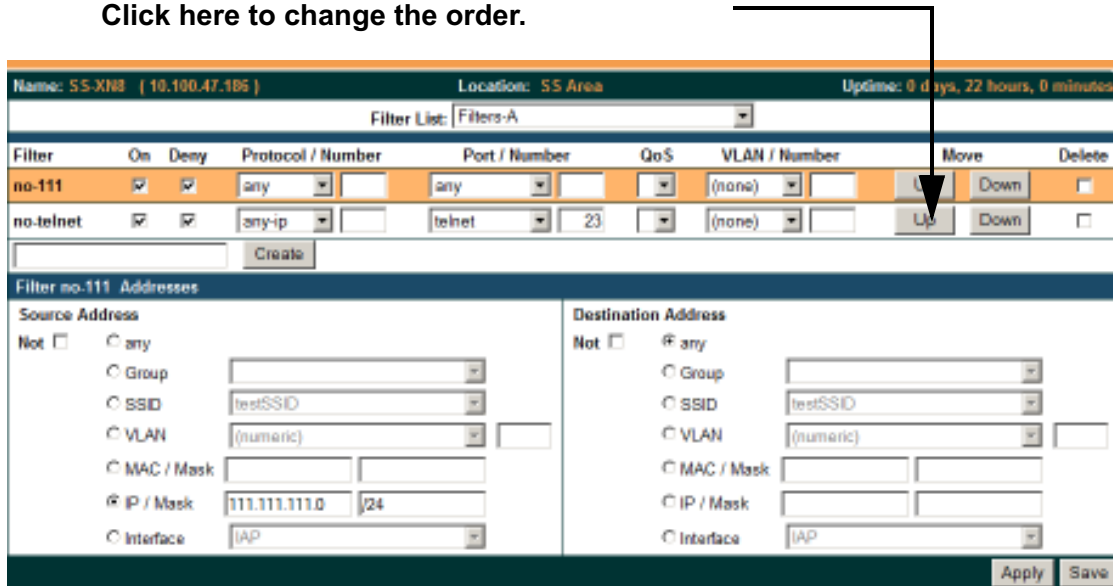 Click here to change the order.
Name: SS-XN8 ( 10.100.47.186 ) Location: SS Area Uptime: 0 days, 22 hours, 0 minutes
Filter List: Filters-A
Filter On Deny Protocol / Number Port / Number QoS VLAN / Number Move Delete
no-111 any any (none) Up Down
no-telnet any-ip telnet 23 (none) Up Down
Create
Filter no-111 Addresses
Source Address Destination Address
Not any Not any
Group Group
SSID testSSID SSID testSSID
VLAN (numeric) VLAN (numeric)
MAC / Mask MAC / Mask
IP / Mask 111.111.111.0 /24 IP / Mask
Interface IAP Interface IAP
Apply Save